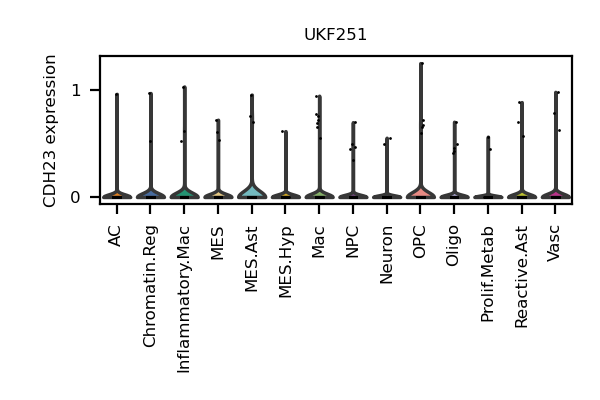 UKF251
CDH23 expression
1
0
AC
Chromatin.Reg
Inflammatory.Mac
MES
MES.Ast
MES.Hyp
Mac
NPC
Neuron
OPC
Oligo
Prolif.Metab
Reactive.Ast
Vasc